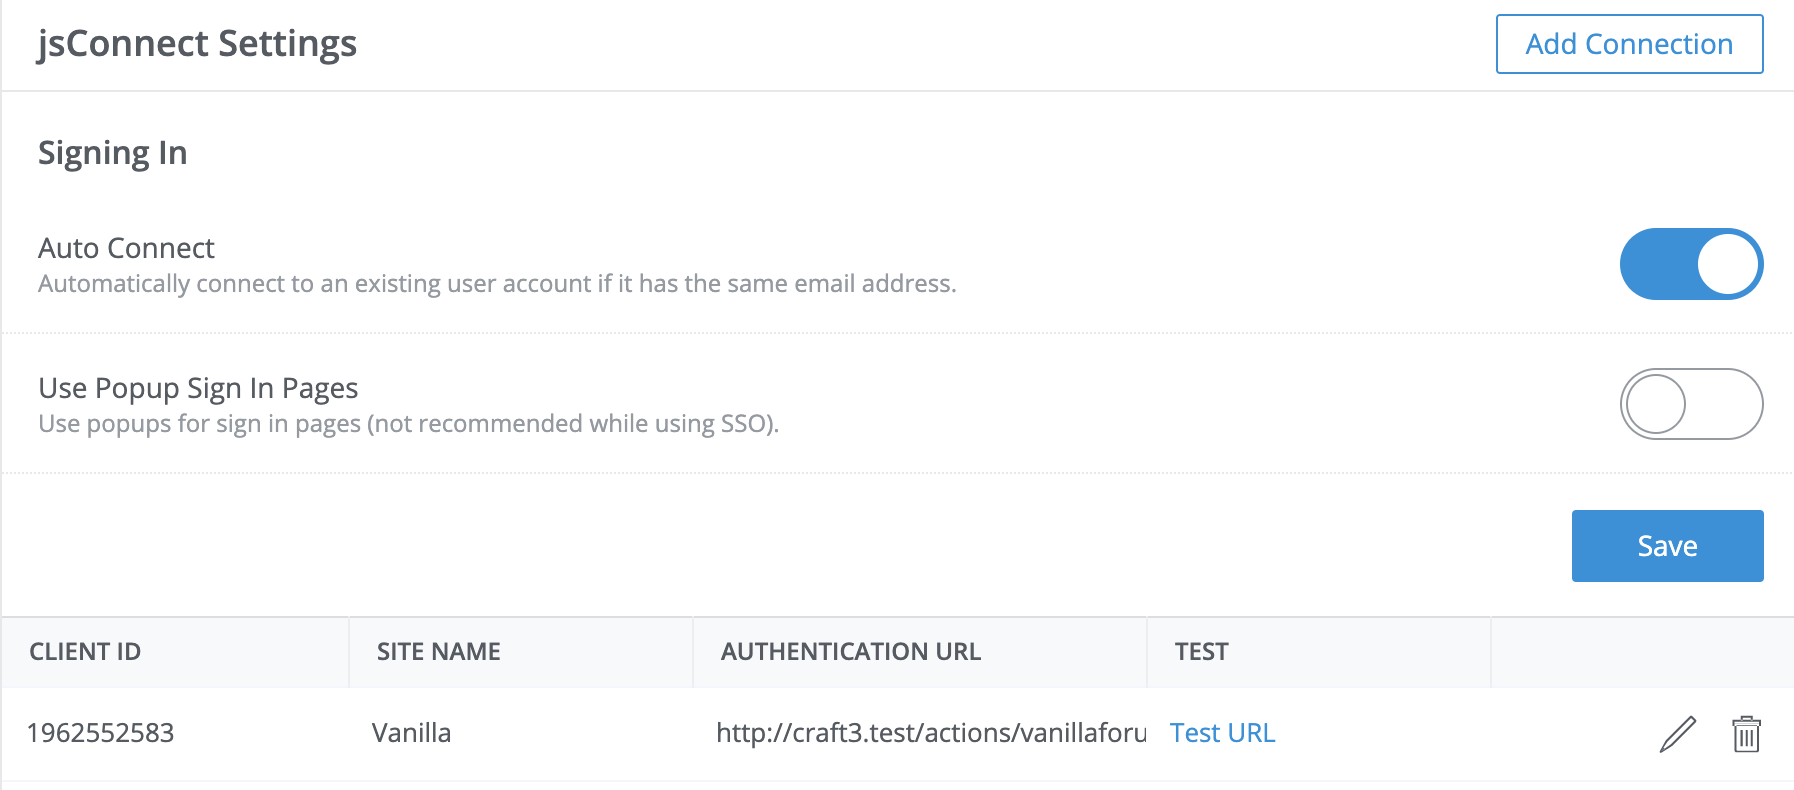 jsConnect Settings
Add Connection
Signing In
Auto Connect
Automatically connect to an existing user account if it has the same email address.
Use Popup Sign In Pages
Use popups for sign in pages (not recommended while using SSO).
Save
CLIENT ID SITE NAME AUTHENTICATION URL TEST
1962552583 Vanilla http://craft3.test/actions/vanillaforu Test URL